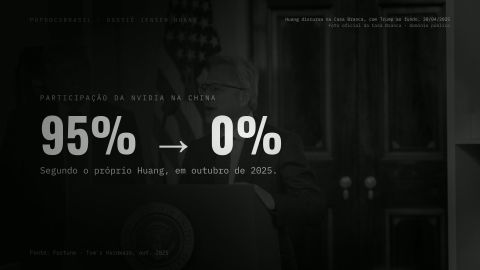 POPDOCBRASIL · DOSSIÊ JENSEN HUANG
Huang discursa na Casa Branca, com Trump ao fundo. 30/04/2025
Foto oficial da Casa Branca · domínio público
PARTICIPAÇÃO DA NVIDIA NA CHINA
95% → 0%
Segundo o próprio Huang, em outubro de 2025.
Fonte: Fortune · Tom's Hardware, out. 2025